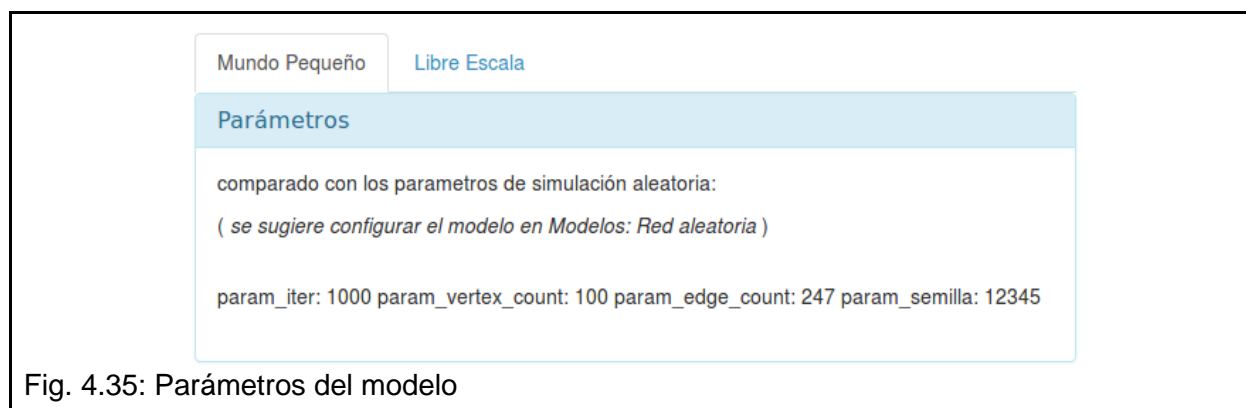 Mundo Pequeño Libre Escala
Parámetros
comparado con los parametros de simulación aleatoria:
( se sugiere configurar el modelo en Modelos: Red aleatoria )
param_iter: 1000 param_vertex_count: 100 param_edge_count: 247 param_semilla: 12345
Fig. 4.35: Parámetros del modelo